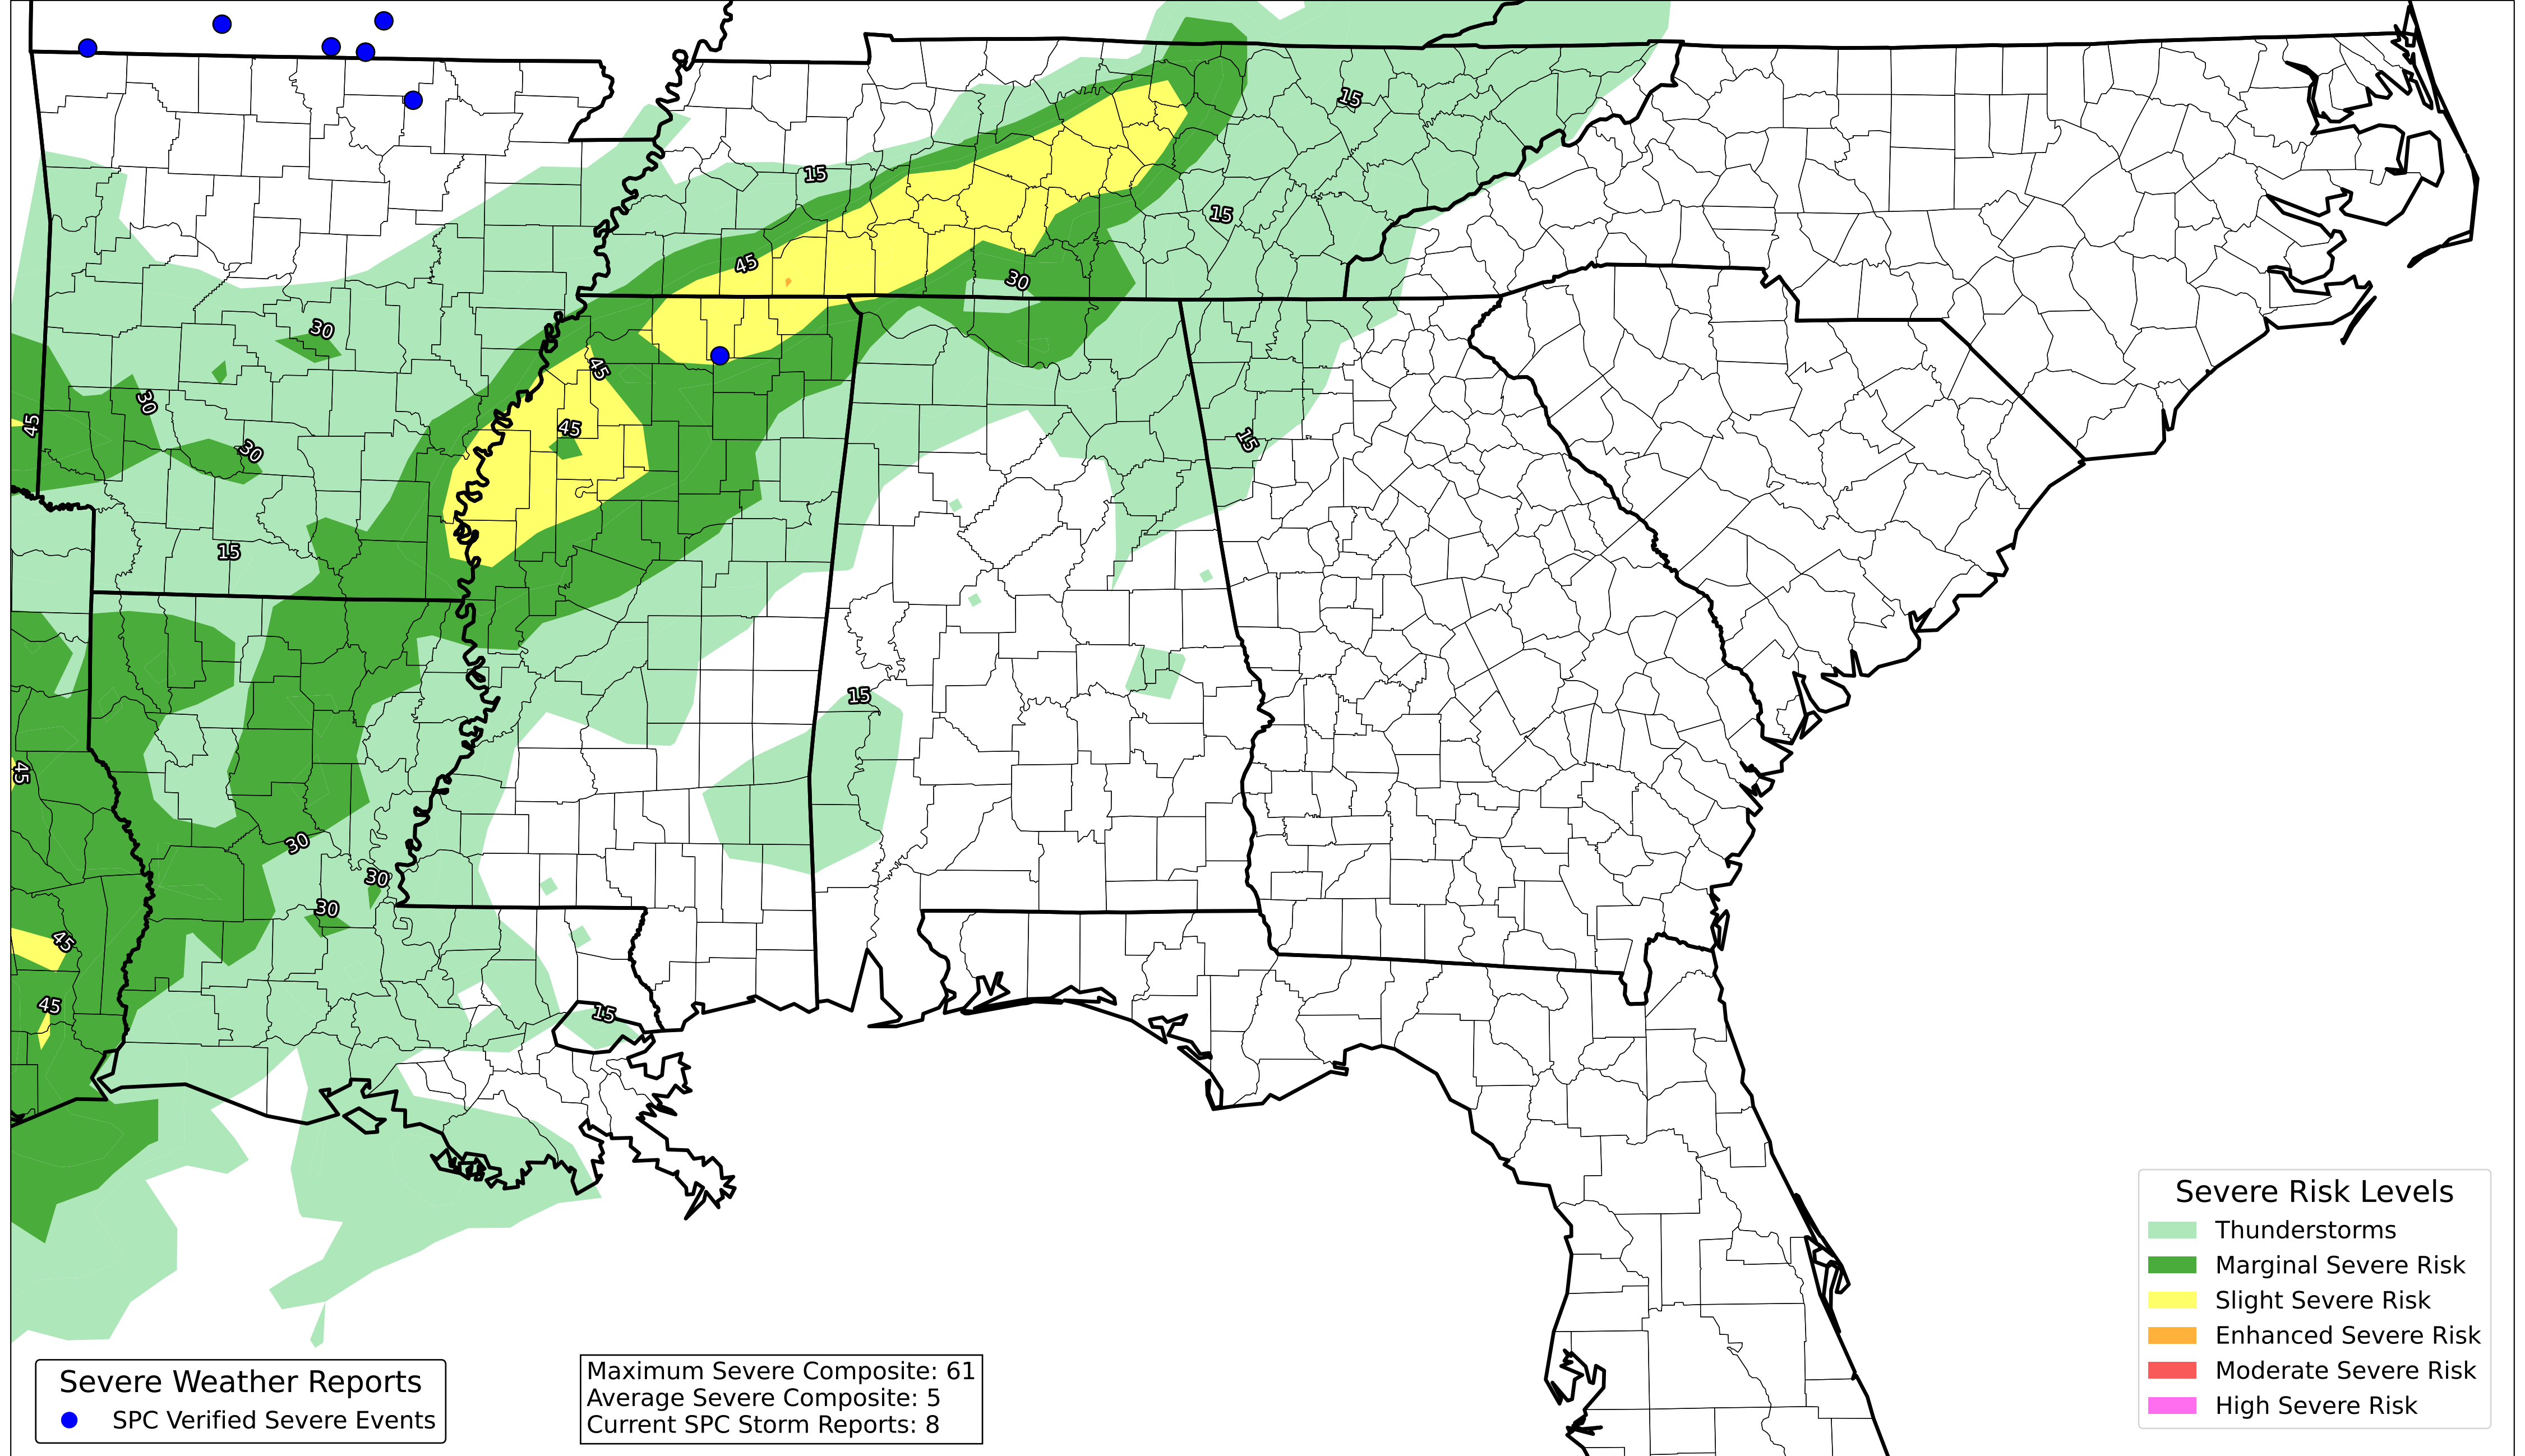 15
15
15
45
30
30
45
30
45
45
30
15
15
15
45
30
30
30
45
45
15
Severe Risk Levels
Thunderstorms
Marginal Severe Risk
Slight Severe Risk
Enhanced Severe Risk
Moderate Severe Risk
High Severe Risk
Severe Weather Reports
SPC Verified Severe Events
Maximum Severe Composite: 61
Average Severe Composite: 5
Current SPC Storm Reports: 8